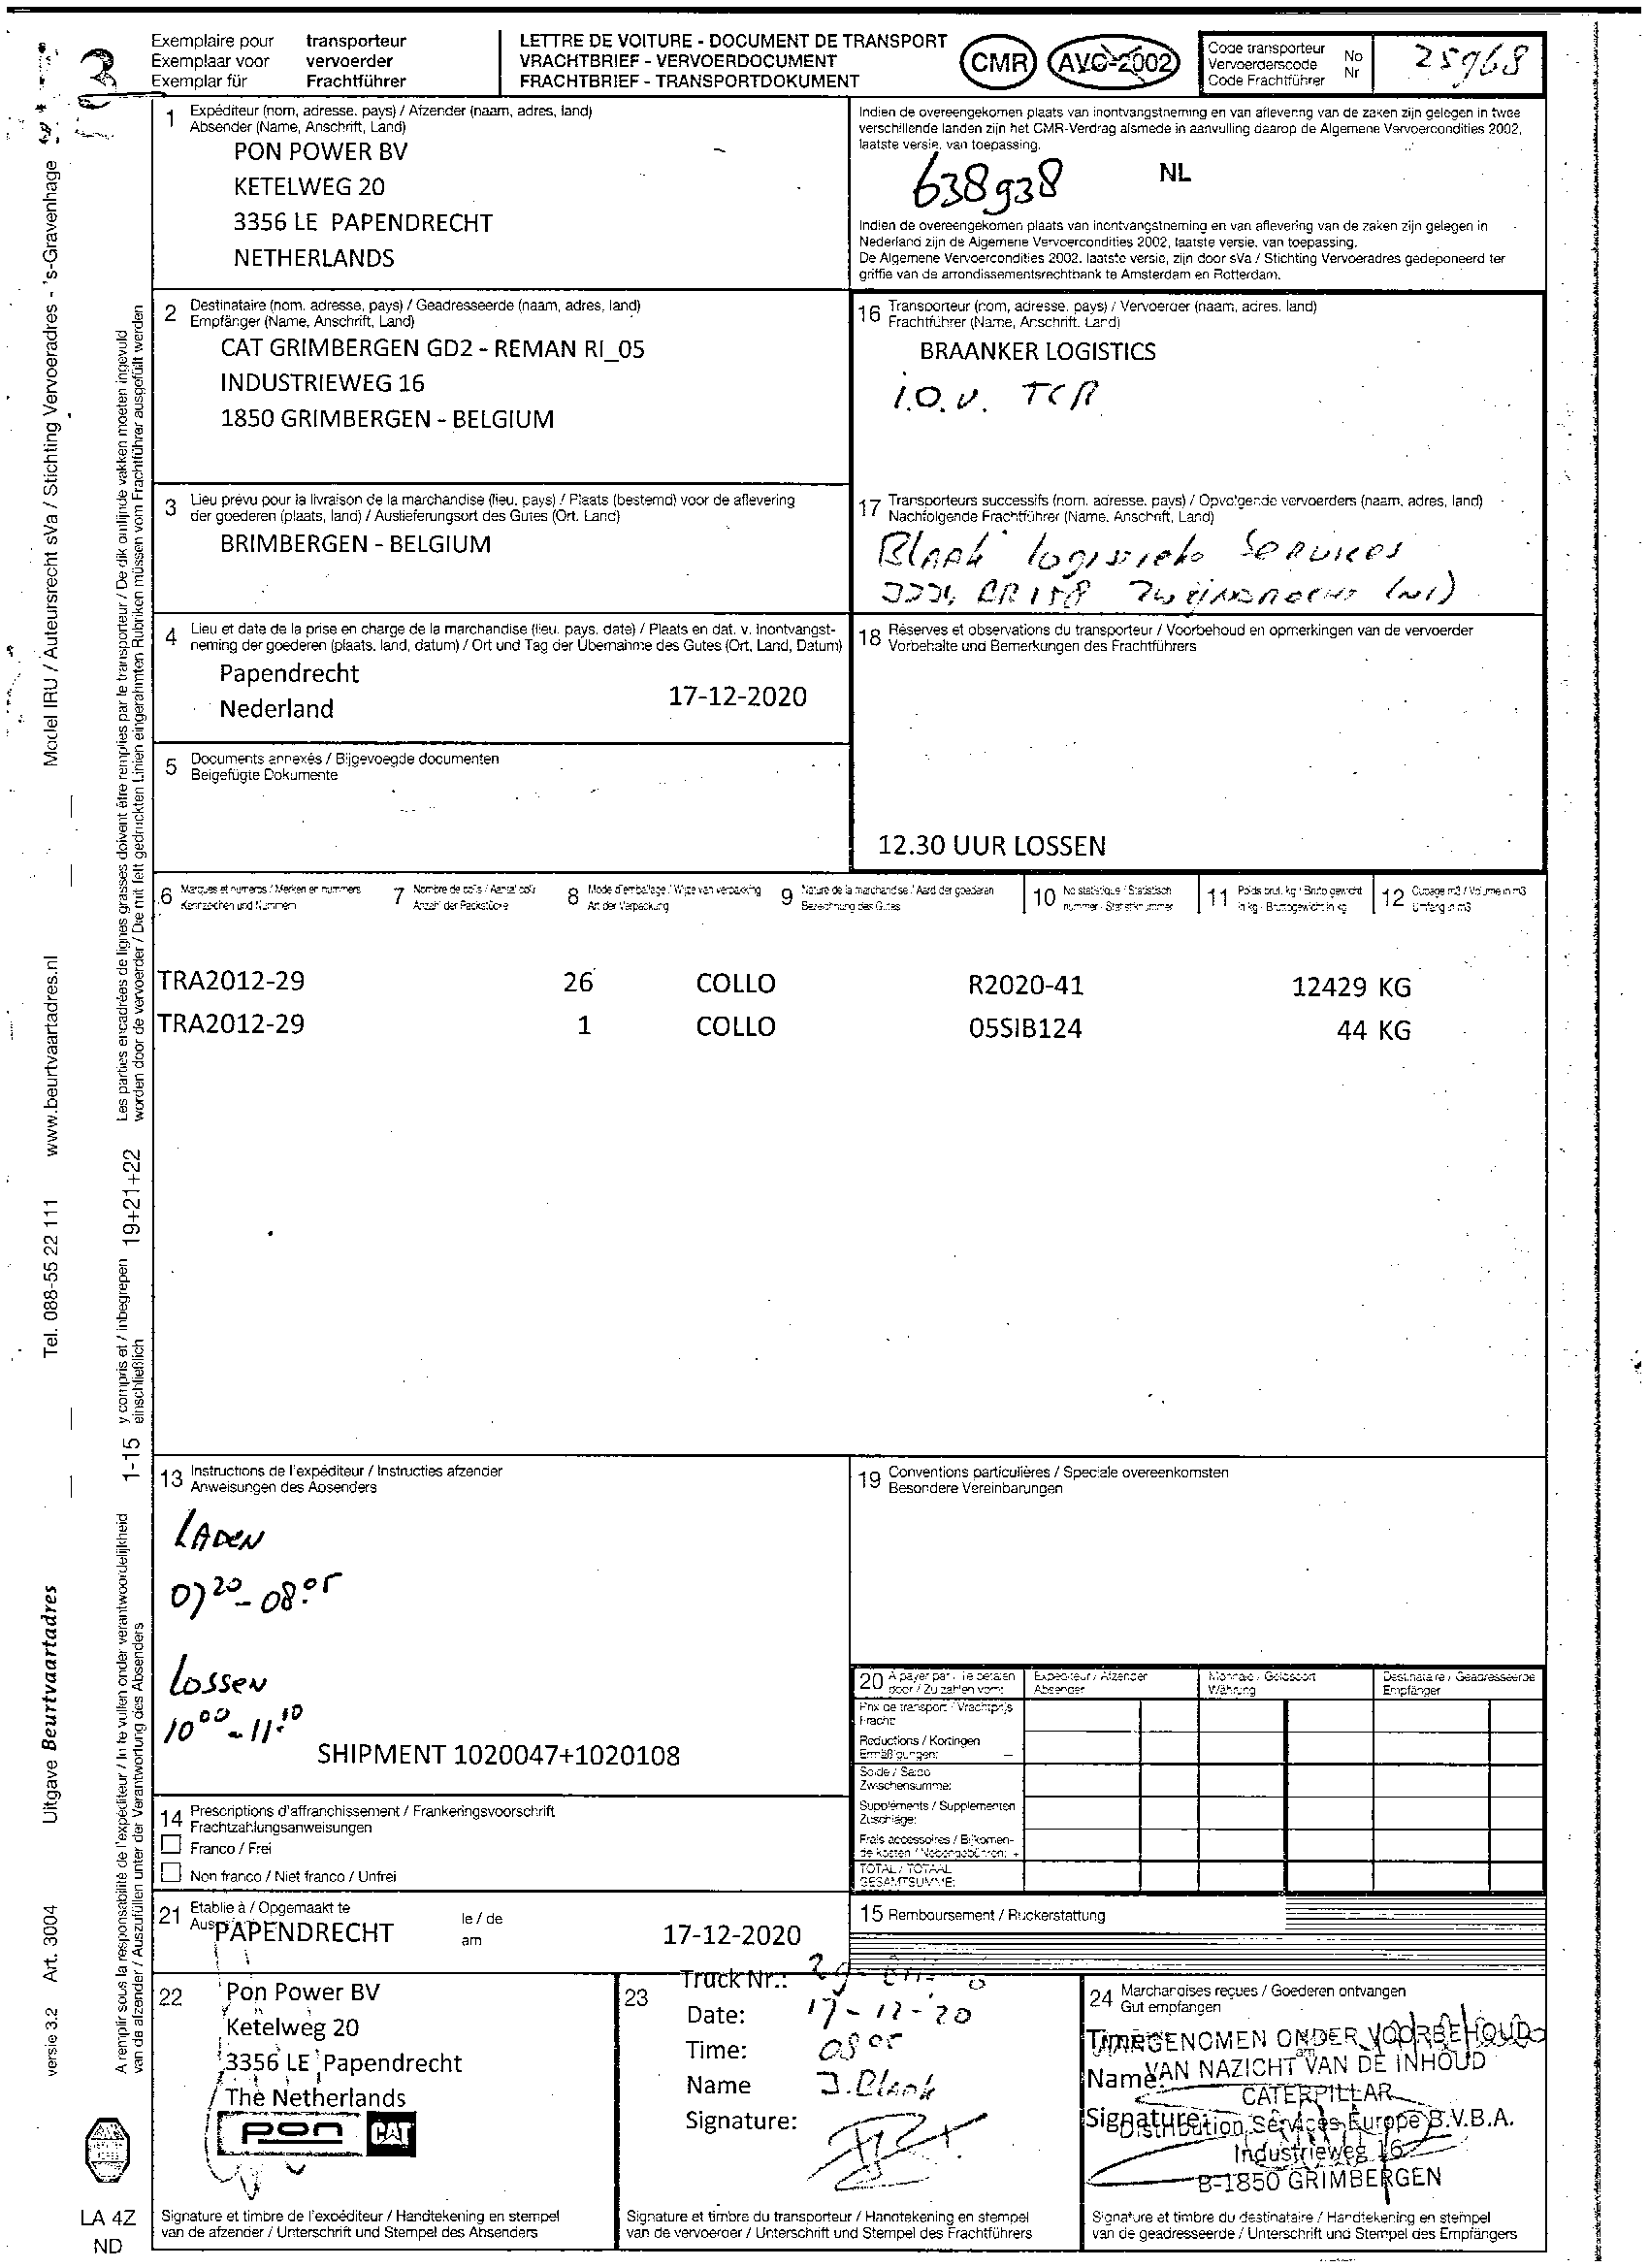 Exemplaire pour transporteur
Exemplaar voor vervoerder
Exemplar für Frachtführer
LETTRE DE VOITURE - DOCUMENT DE TRANSPORT
VRACHTBRIEF - VERVOERDOCUMENT
FRACHTBRIEF - TRANSPORTDOKUMENT
CMR
AVC-2002
Code transporteur
Vervoerderscode
Code Frachtführer
No
Nr
25968
1 Expéditeur (nom, adresse, pays) / Afzender (naam, adres, land)
Absender (Name, Anschrift, Land)
PON POWER BV
KETELWEG 20
3356 LE PAPENDRECHT
NETHERLANDS
Indien de overeengekomen plaats van inontvangstneming en van aflevering van de zaken zijn gelegen in twee
verschillende landen zijn het CMR-Verdrag alsmede in aanvulling daarop de Algemene Vervoercondities 2002,
laatste versie, van toepassing.
638938
NL
Indien de overeengekomen plaats van inontvangstneming en van aflevering van de zaken zijn gelegen in
Nederland zijn de Algemene Vervoercondities 2002, laatste versie, van toepassing.
De Algemene Vervoercondities 2002, laatste versie, zijn door sVa / Stichting Vervoeradres gedeponeerd ter
griffie van de arrondissementsrechtbank te Amsterdam en Rotterdam.
2 Destinataire (nom, adresse, pays) / Geadresseerde (naam, adres, land)
Empfänger (Name, Anschrift, Land)
CAT GRIMBERGEN GD2 - REMAN RI_05
INDUSTRIEWEG 16
1850 GRIMBERGEN - BELGIUM
16 Transporteur (nom, adresse, pays) / Vervoerder (naam, adres, land)
Frachtführer (Name, Anschrift, Land)
BRAANKER LOGISTICS
I.O.V. TCR
3 Lieu prévu pour la livraison de la marchandise (lieu, pays) / Plaats (bestemd) voor de aflevering
der goederen (plaats, land) / Auslieferungsort des Gutes (Ort, Land)
BRIMBERGEN - BELGIUM
17 Transporteurs successifs (nom, adresse, pays) / Opvolgende vervoerders (naam, adres, land)
Nachfolgende Frachtführer (Name, Anschrift, Land)
Blank Services
(NL)
4 Lieu et date de la prise en charge de la marchandise (lieu, pays, date) / Plaats en dat. v. inontvangst-
neming der goederen (plaats, land, datum) / Ort und Tag der Übernahme des Gutes (Ort, Land, Datum)
Papendrecht
Nederland
17-12-2020
18 Réserves et observations du transporteur / Voorbehoud en opmerkingen van de vervoerder
Vorbehalte und Bemerkungen des Frachtführers
12.30 UUR LOSSEN
5 Documents annexés / Bijgevoegde documenten
Beigefügte Dokumente
6 Marques et numéros / Merken en nummers
Kennzeichen und Nummern
7 Nombre de colis / Aantal colli
Anzahl der Packstücke
8 Mode d'emballage / Wijze van verpakking
Art der Verpackung
9 Nature de la marchandise / Aard der goederen
Bezeichnung des Gutes
10 No statistique / Statistisch
nummer - Statistiknummer
11 Poids brut, kg / Bruto gewicht
in kg - Bruttogewicht in kg
12 Cubage m3 / Volume in m3
Umfang in m3
TRA2012-29 26 COLLO R2020-41 12429 KG
TRA2012-29 1 COLLO 05SIB124 44 KG
13 Instructions de l'expéditeur / Instructies afzender
Anweisungen des Absenders
LADEN
07 20 - 08.05
LOSSEN
10 00 - 11.10
SHIPMENT 1020047+1020108
19 Conventions particulières / Speciale overeenkomsten
Besondere Vereinbarungen
14 Prescriptions d'affranchissement / Frankeringsvoorschrift
Frachtzahlungsanweisungen
Franco / Frei
Non franco / Niet franco / Unfrei
20 A payer par / Te betalen
door / Zu zahlen vom:
Expéditeur / Afzender
Absender
Monnaie / Geldsoort
Währung
Destinataire / Geadresseerde
Empfänger
Prix de transport / Vrachtprijs
Fracht:
Reductions / Kortingen
Ermäßigungen: —
Solde / Saldo
Zwischensumme:
Suppléments / Supplementen
Zuschläge:
Frais accessoires / Bijkomen-
de kosten / Nebengebühren: +
TOTAL / TOTAAL
GESAMTSUMME:
21 Etablie à / Opgemaakt te
PAPENDRECHT
le / de
am
17-12-2020
15 Remboursement / Rückerstattung
22
Pon Power BV
Ketelweg 20
3356 LE Papendrecht
The Netherlands
pon CAT
23
Truck Nr.:
Date: 17-12-20
Time: 0805
Name J. Blank
Signature:
24 Marchandises reçues / Goederen ontvangen
Gut empfangen
Time
AANGENOMEN ONDER VOORBEHOUD
Name
VAN NAZICHT VAN DE INHOUD
CATERPILLAR
Signature:
Distribution Services Europe B.V.B.A.
Industrieweg 16
B-1850 GRIMBERGEN
Signature et timbre de l'expéditeur / Handtekening en stempel
van de afzender / Unterschrift und Stempel des Absenders
Signature et timbre du transporteur / Handtekening en stempel
van de vervoerder / Unterschrift und Stempel des Frachtführers
Signature et timbre du destinataire / Handtekening en stempel
van de geadresseerde / Unterschrift und Stempel des Empfängers
LA 4Z
ND
versie 3.2 Art. 3004 Uitgave Beurtvaartadres Tel. 088-55 22 111 www.beurtvaartadres.nl Model IRU / Auteursrecht sVa / Stichting Vervoeradres - 's-Gravenhage
A remplir sous la responsabilité de l'expéditeur / In te vullen onder verantwoordelijkheid
van de afzender / Auszufüllen unter der Verantwortung des Absenders
1-15 y compris et / inbegrepen
einschließlich
19+21+22
Les parties encadrées de lignes grasses doivent être remplies par le transporteur / De dik omlijnde vakken moeten ingevuld
worden door de vervoerder / Die mit fett gedruckten Linien eingerahmten Rubriken müssen vom Frachtführer ausgefüllt werden